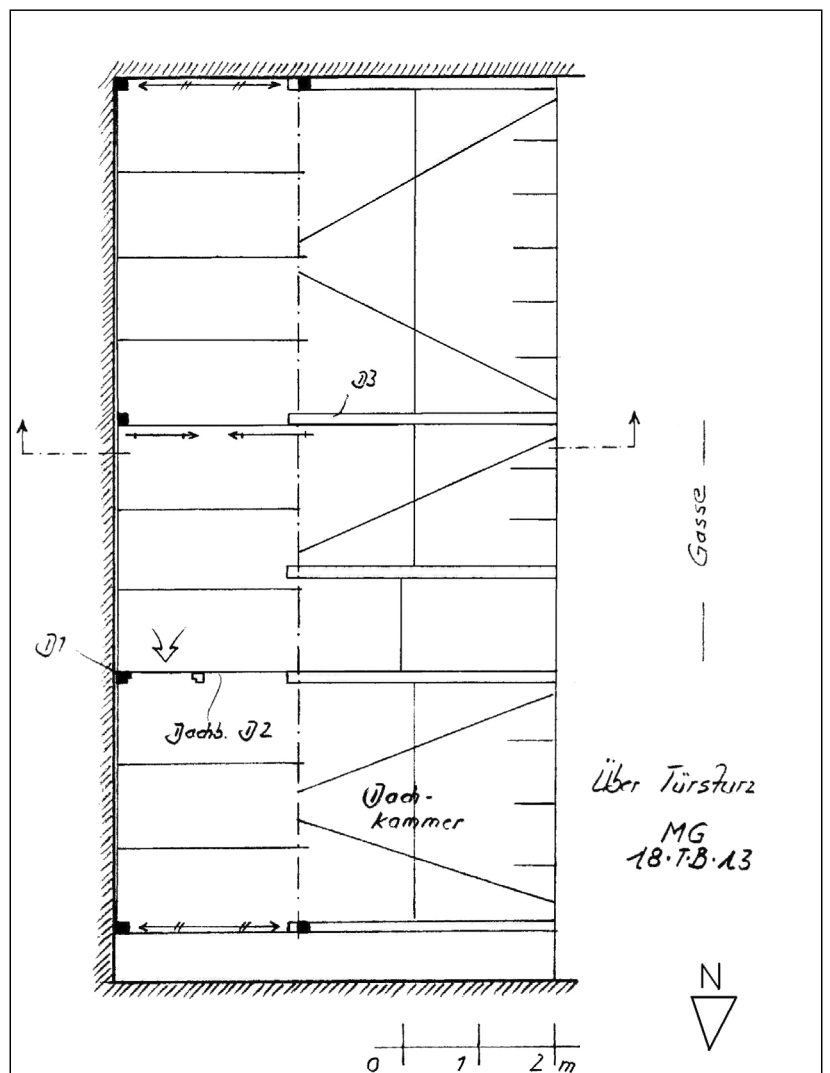 D3
Gasse
D1
Dachb. D2
Dach-
kammer
Über Türsturz
MG
18·T·B·13
N
0 1 2 m